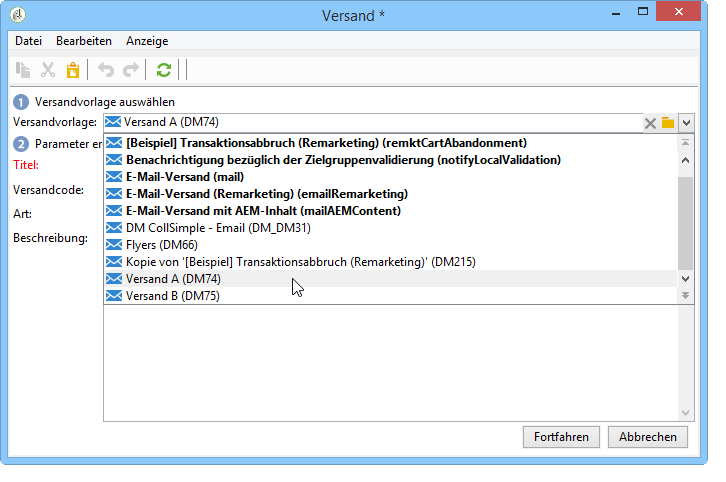 Versand *
Datei Bearbeiten Anzeige
1 Versandvorlage auswählen
Versandvorlage: Versand A (DM74)
2 Parameter er
[Beispiel] Transaktionsabbruch (Remarketing) (remktCartAbandonment)
Benachrichtigung bezüglich der Zielgruppenvalidierung (notifyLocalValidation)
Titel:
E-Mail-Versand (mail)
Versandcode:
E-Mail-Versand (Remarketing) (emailRemarketing)
Art:
E-Mail-Versand mit AEM-Inhalt (mailAEMContent)
DM CollSimple - Email (DM_DM31)
Beschreibung:
Flyers (DM66)
Kopie von '[Beispiel] Transaktionsabbruch (Remarketing)' (DM215)
Versand A (DM74)
Versand B (DM75)
Fortfahren Abbrechen